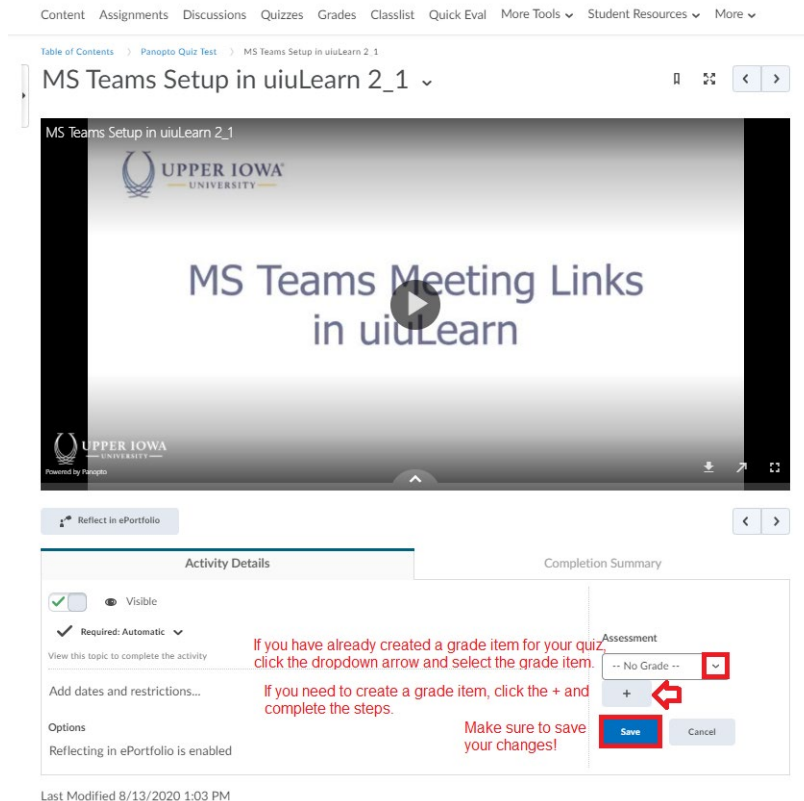 Content Assignments Discussions Quizzes Grades Classlist Quick Eval More Tools Student Resources More
Table of Contents > Panopto Quiz Test > MS Teams Setup in uiuLearn 2_1
MS Teams Setup in uiuLearn 2_1
MS Teams Setup in uiuLearn 2_1
UPPER IOWA
UNIVERSITY
MS Teams Meeting Links
in uiuLearn
UPPER IOWA
UNIVERSITY
Powered by Panopto
Reflect in ePortfolio
Activity Details
Completion Summary
Visible
Required: Automatic
View this topic to complete the activity
If you have already created a grade item for your quiz,
click the dropdown arrow and select the grade item.
Assessment
-- No Grade --
Add dates and restrictions...
If you need to create a grade item, click the + and
complete the steps.
+
Options
Reflecting in ePortfolio is enabled
Make sure to save
your changes!
Save
Cancel
Last Modified 8/13/2020 1:03 PM